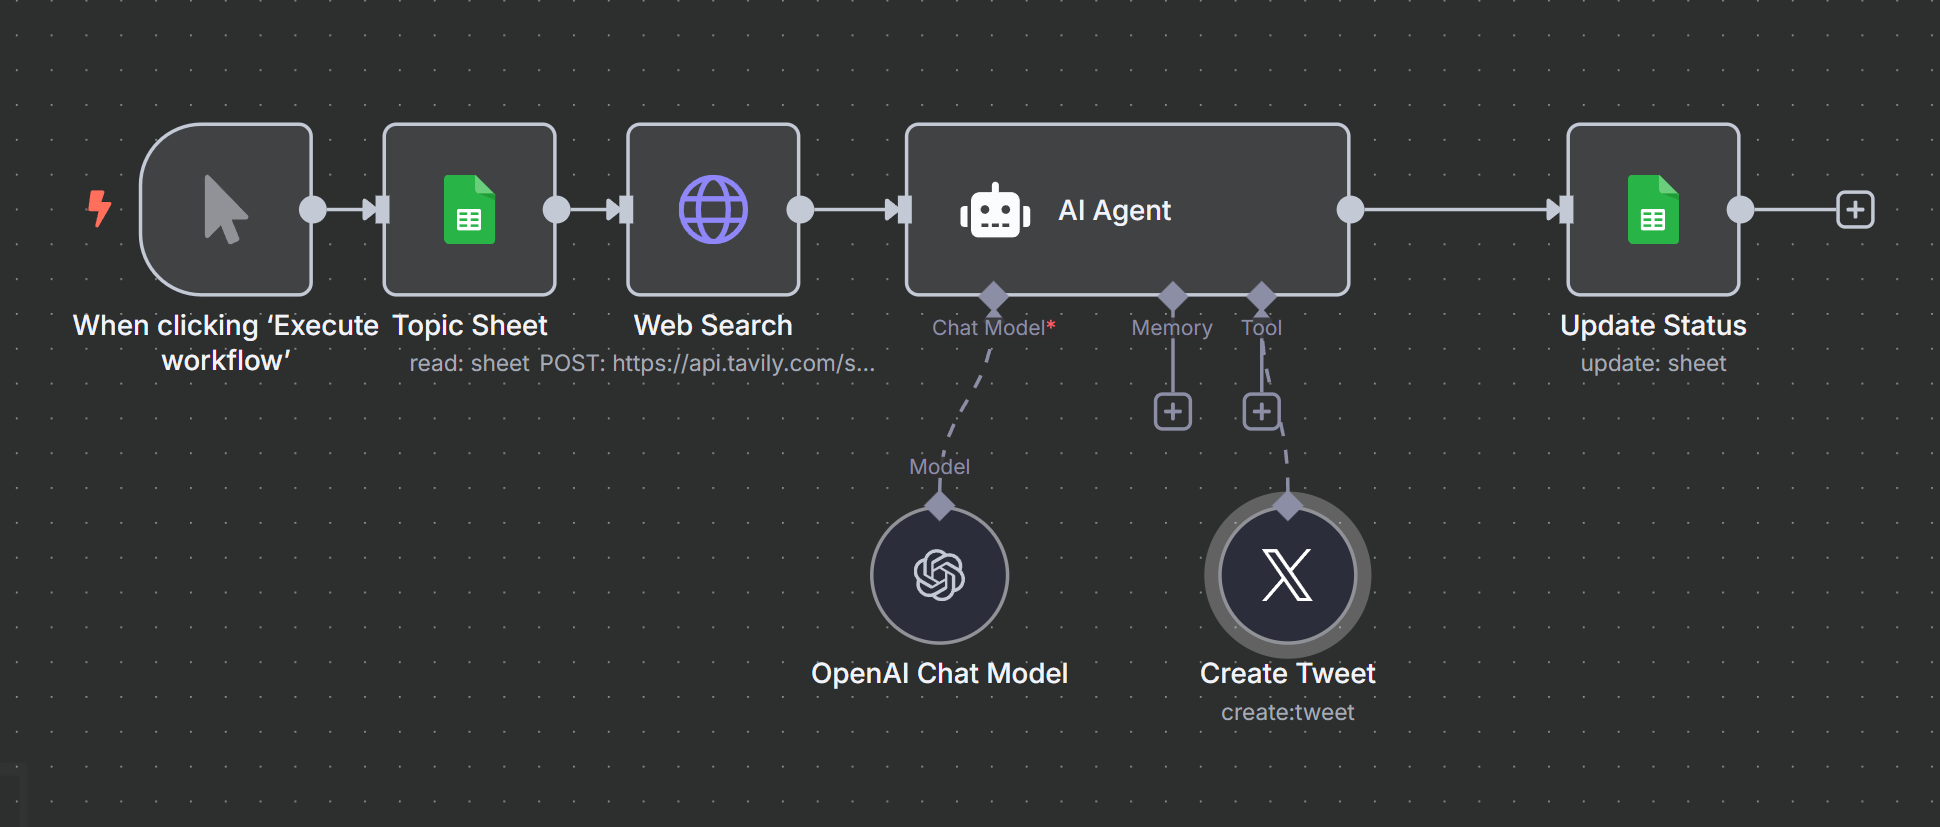 When clicking ‘Execute
workflow’
Topic Sheet
read: sheet
Web Search
POST: https://api.tavily.com/s...
AI Agent
Chat Model*
Memory
Tool
Model
OpenAI Chat Model
Create Tweet
create:tweet
Update Status
update: sheet